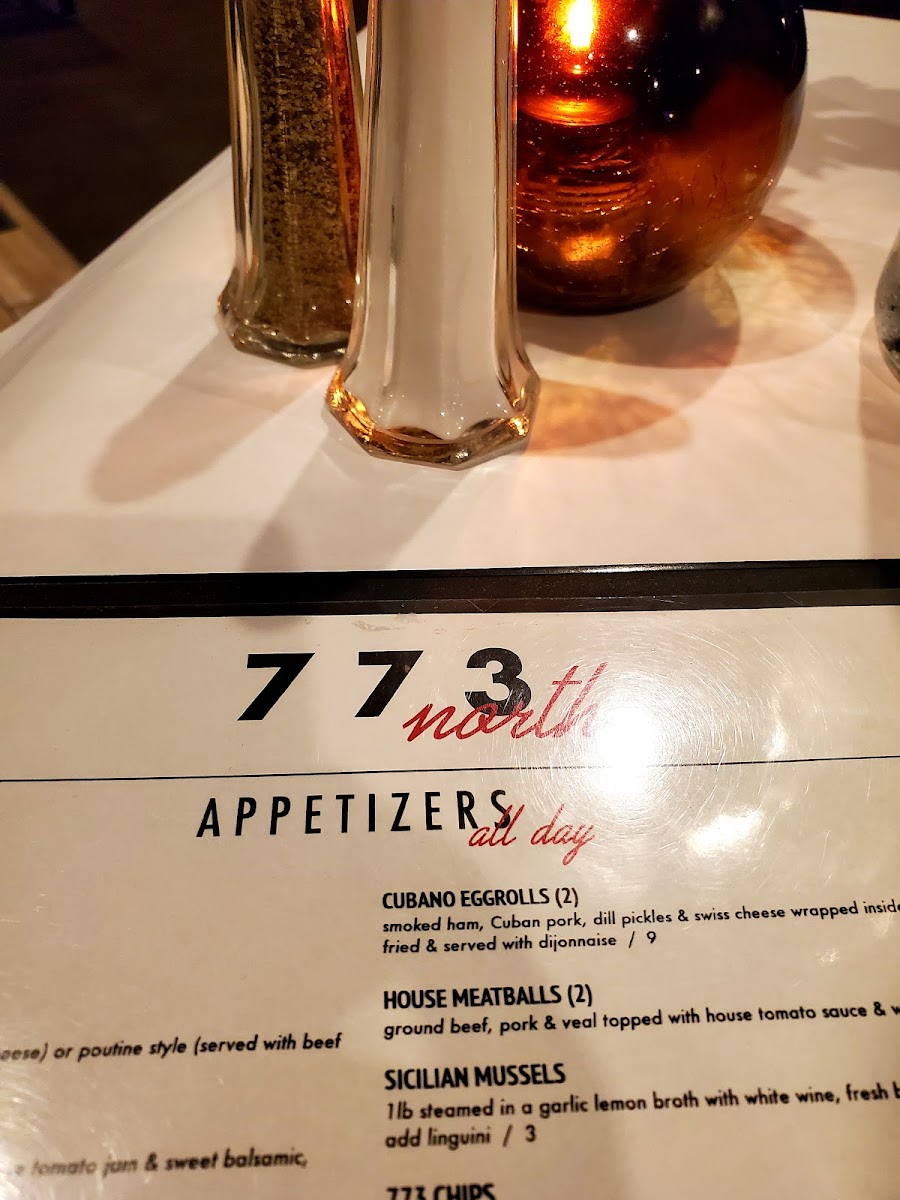 773
north
APPETIZERS
all day
CUBANO EGGROLLS (2)
smoked ham, Cuban pork, dill pickles & swiss cheese wrapped inside
fried & served with dijonnaise / 9
HOUSE MEATBALLS (2)
ground beef, pork & veal topped with house tomato sauce &
or poutine style (served with beef
SICILIAN MUSSELS
1lb steamed in a garlic lemon broth with white wine, fresh
add linguini / 3
tomato jam & sweet balsamic,
773 CHIPS